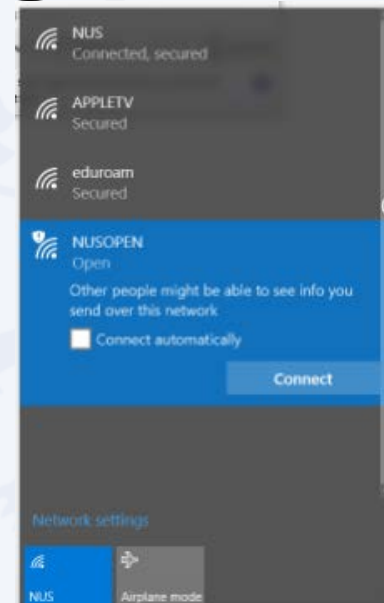 NUS
Connected, secured
APPLETV
Secured
eduroam
Secured
NUSOPEN
Open
Other people might be able to see info you
send over this network
Connect automatically
Connect
Network settings
NUS
Airplane mode